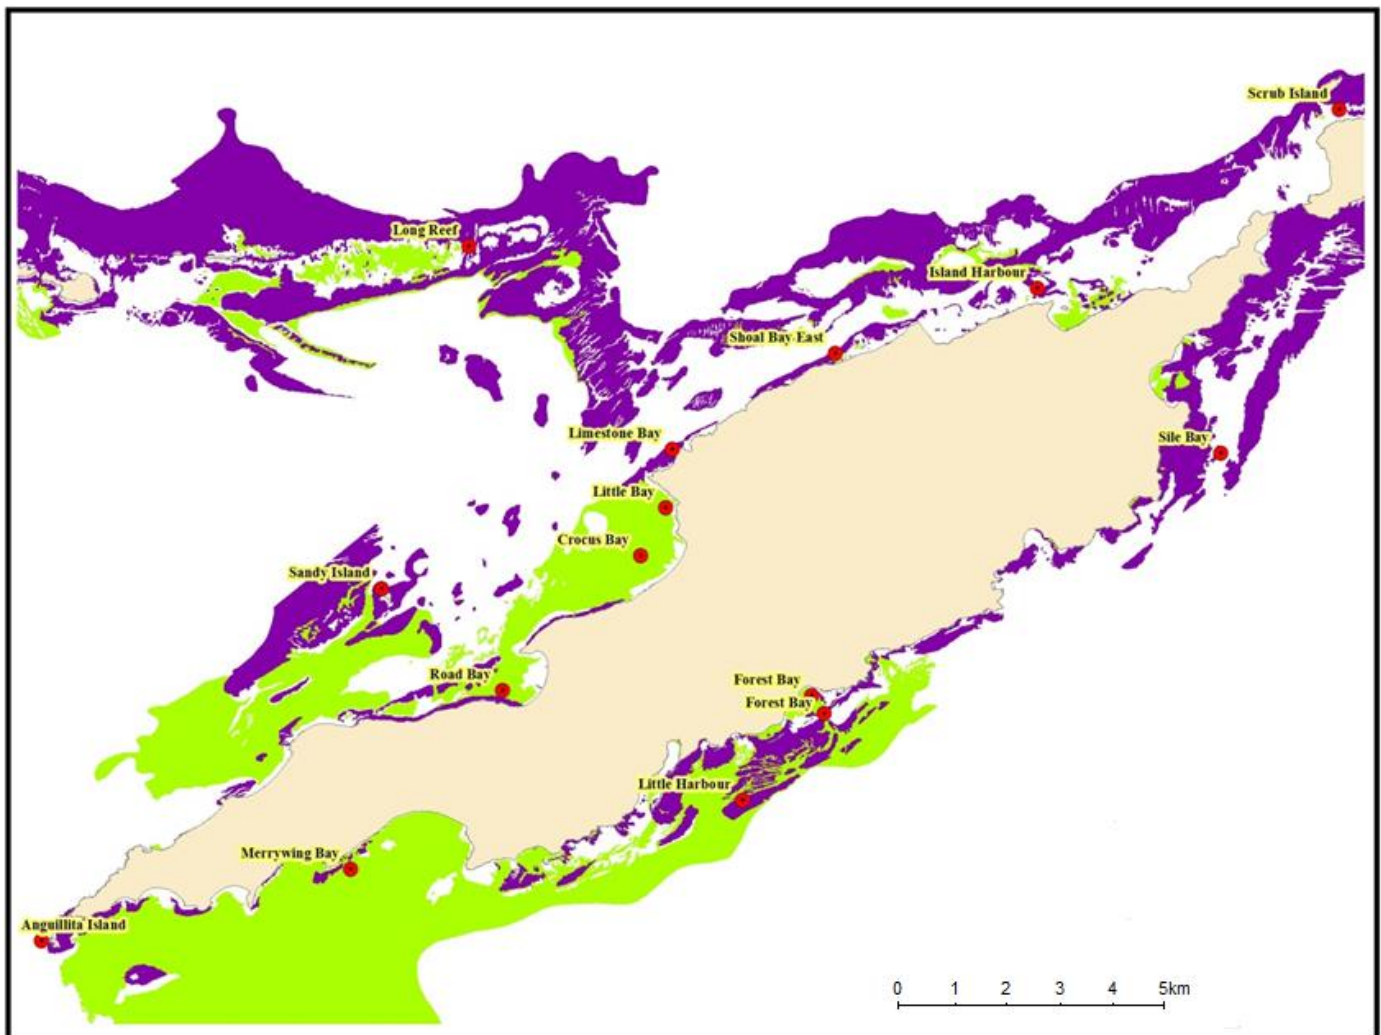 Scrub Island
Long Reef
Island Harbour
Shoal Bay East
Limestone Bay
Sile Bay
Little Bay
Crocus Bay
Sandy Island
Road Bay
Forest Bay
Forest Bay
Little Harbour
Merrywing Bay
Anguillita Island
0 1 2 3 4 5km